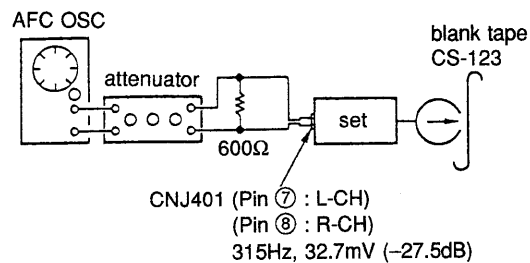 AFC OSC
blank tape
CS-123
attenuator
set
600Ω
CNJ401 (Pin ⑦ : L-CH)
(Pin ⑧ : R-CH)
315Hz, 32.7mV (−27.5dB)